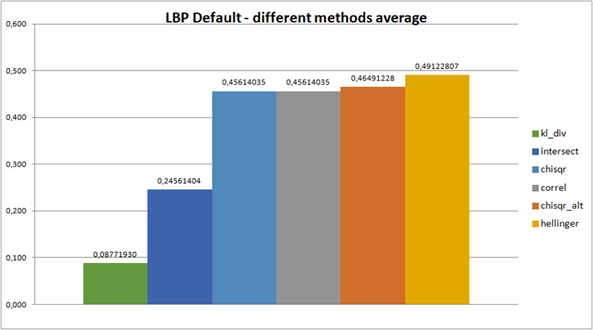 LBP Default - different methods average
0,600
0,500
0,400
0,300
0,200
0,100
0,000
0,08771930
0,24561404
0,45614035
0,45614035
0,46491228
0,49122807
kl_div
intersect
chisqr
correl
chisqr_alt
hellinger